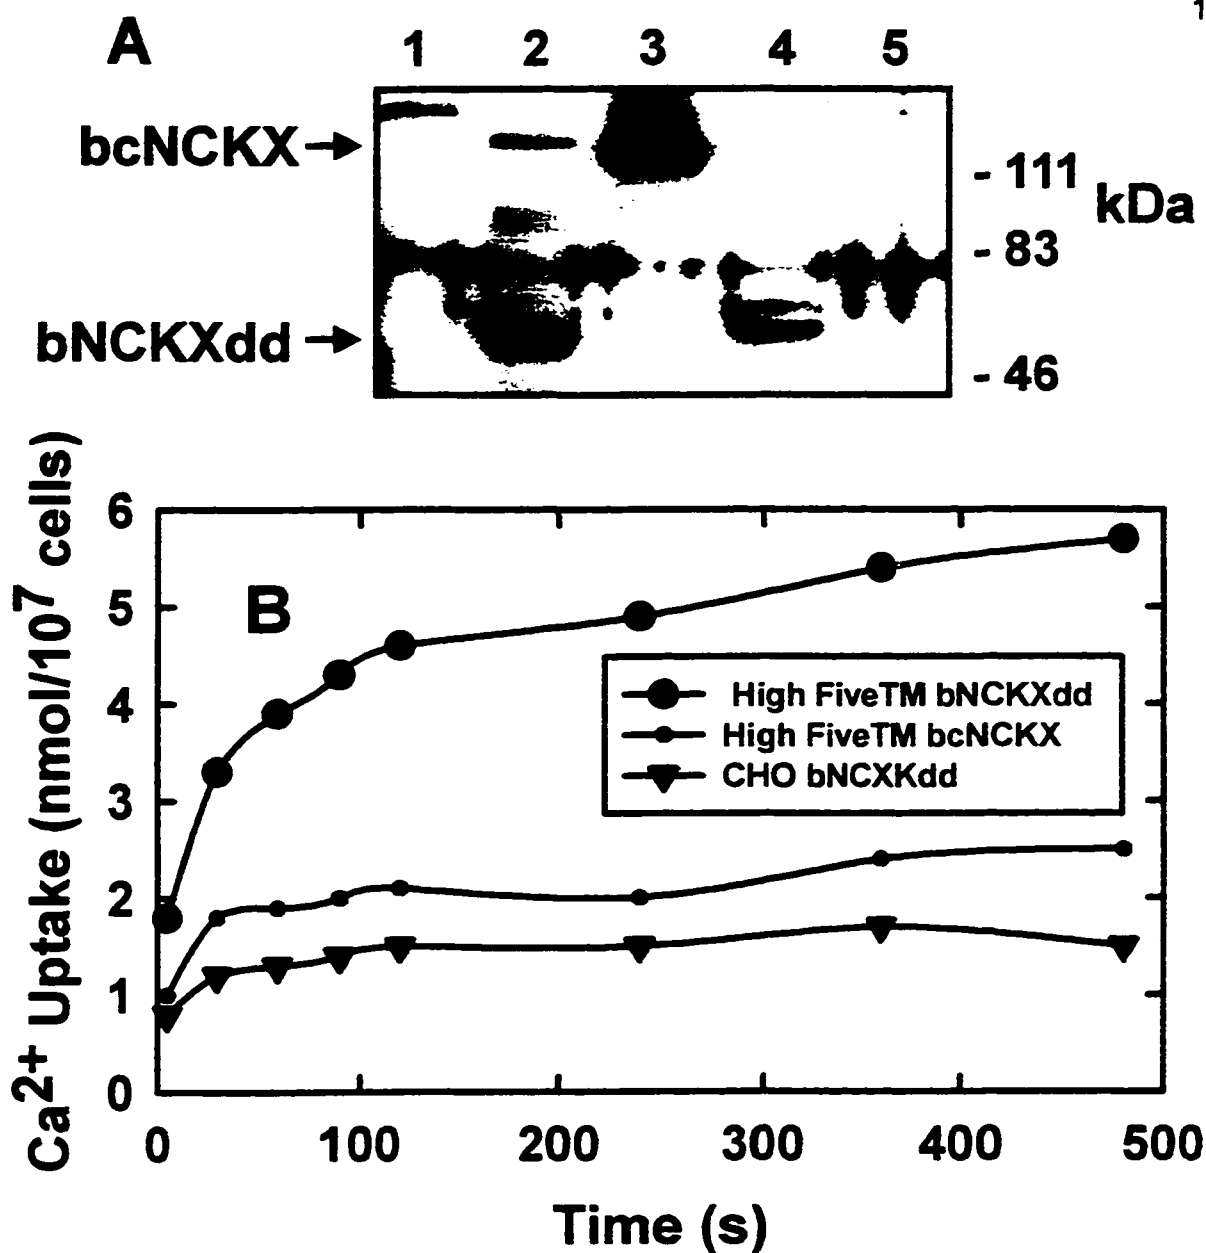 1
A 1 2 3 4 5
bcNCKX
- 111
kDa
- 83
bNCKXdd
- 46
Ca2+ Uptake (nmol/10^7 cells)
6
B
5
4
3
2
1
0
High FiveTM bNCKXdd
High FiveTM bcNCKX
CHO bNCXKdd
0 100 200 300 400 500
Time (s)